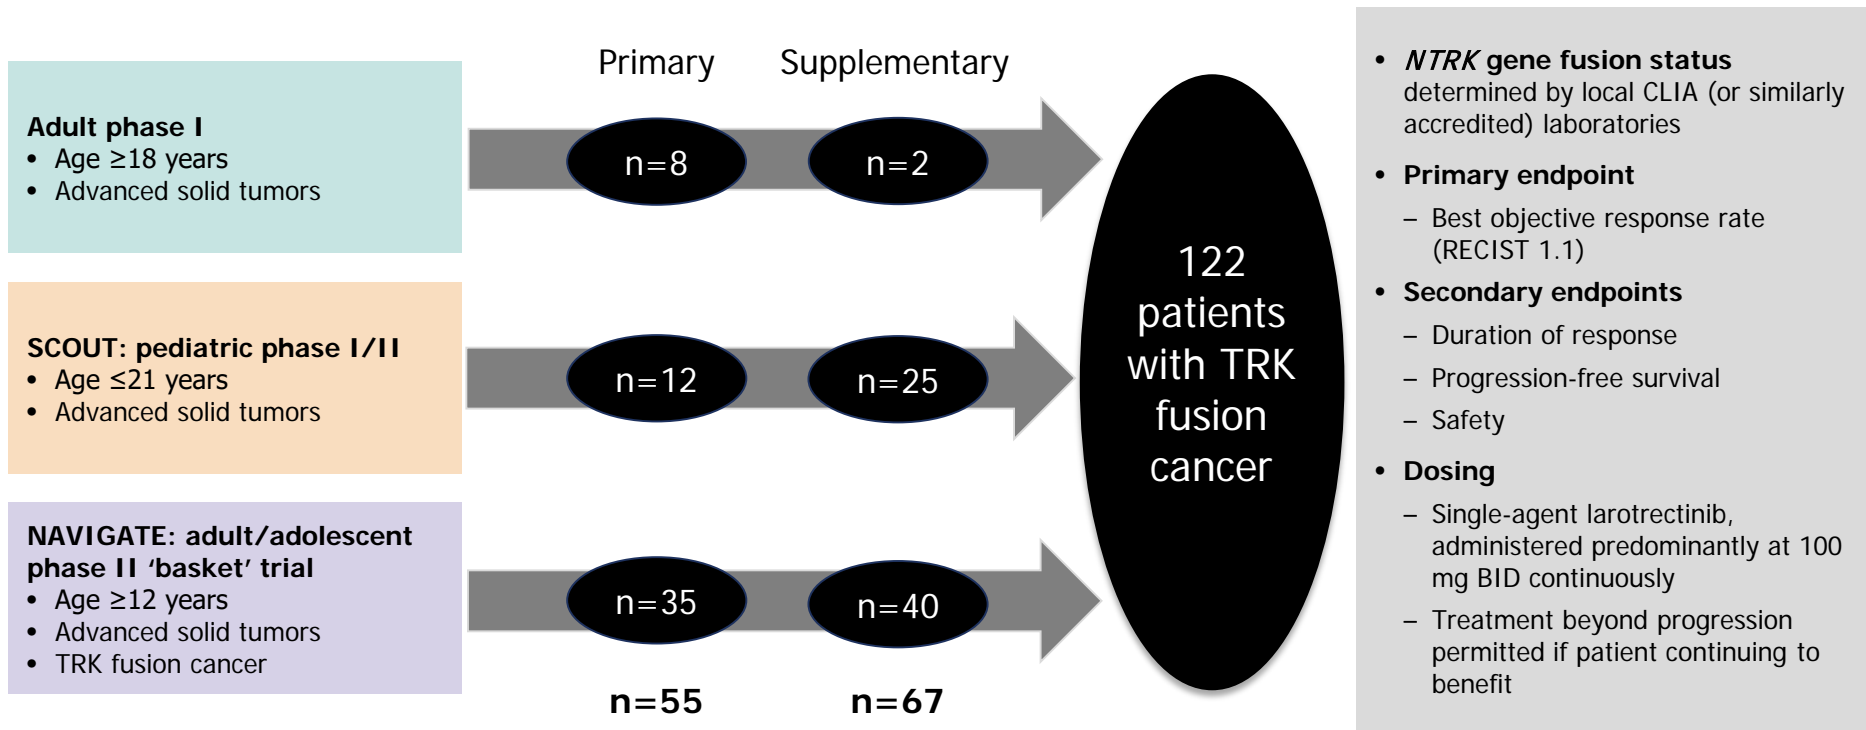 Primary
Supplementary
Adult phase I
• Age ≥18 years
• Advanced solid tumors
n=8
n=2
SCOUT: pediatric phase I/II
• Age ≤21 years
• Advanced solid tumors
n=12
n=25
NAVIGATE: adult/adolescent
phase II ‘basket’ trial
• Age ≥12 years
• Advanced solid tumors
• TRK fusion cancer
n=35
n=40
n=55
n=67
122
patients
with TRK
fusion
cancer
• NTRK gene fusion status
determined by local CLIA (or similarly
accredited) laboratories
• Primary endpoint
– Best objective response rate
(RECIST 1.1)
• Secondary endpoints
– Duration of response
– Progression-free survival
– Safety
• Dosing
– Single-agent larotrectinib,
administered predominantly at 100
mg BID continuously
– Treatment beyond progression
permitted if patient continuing to
benefit